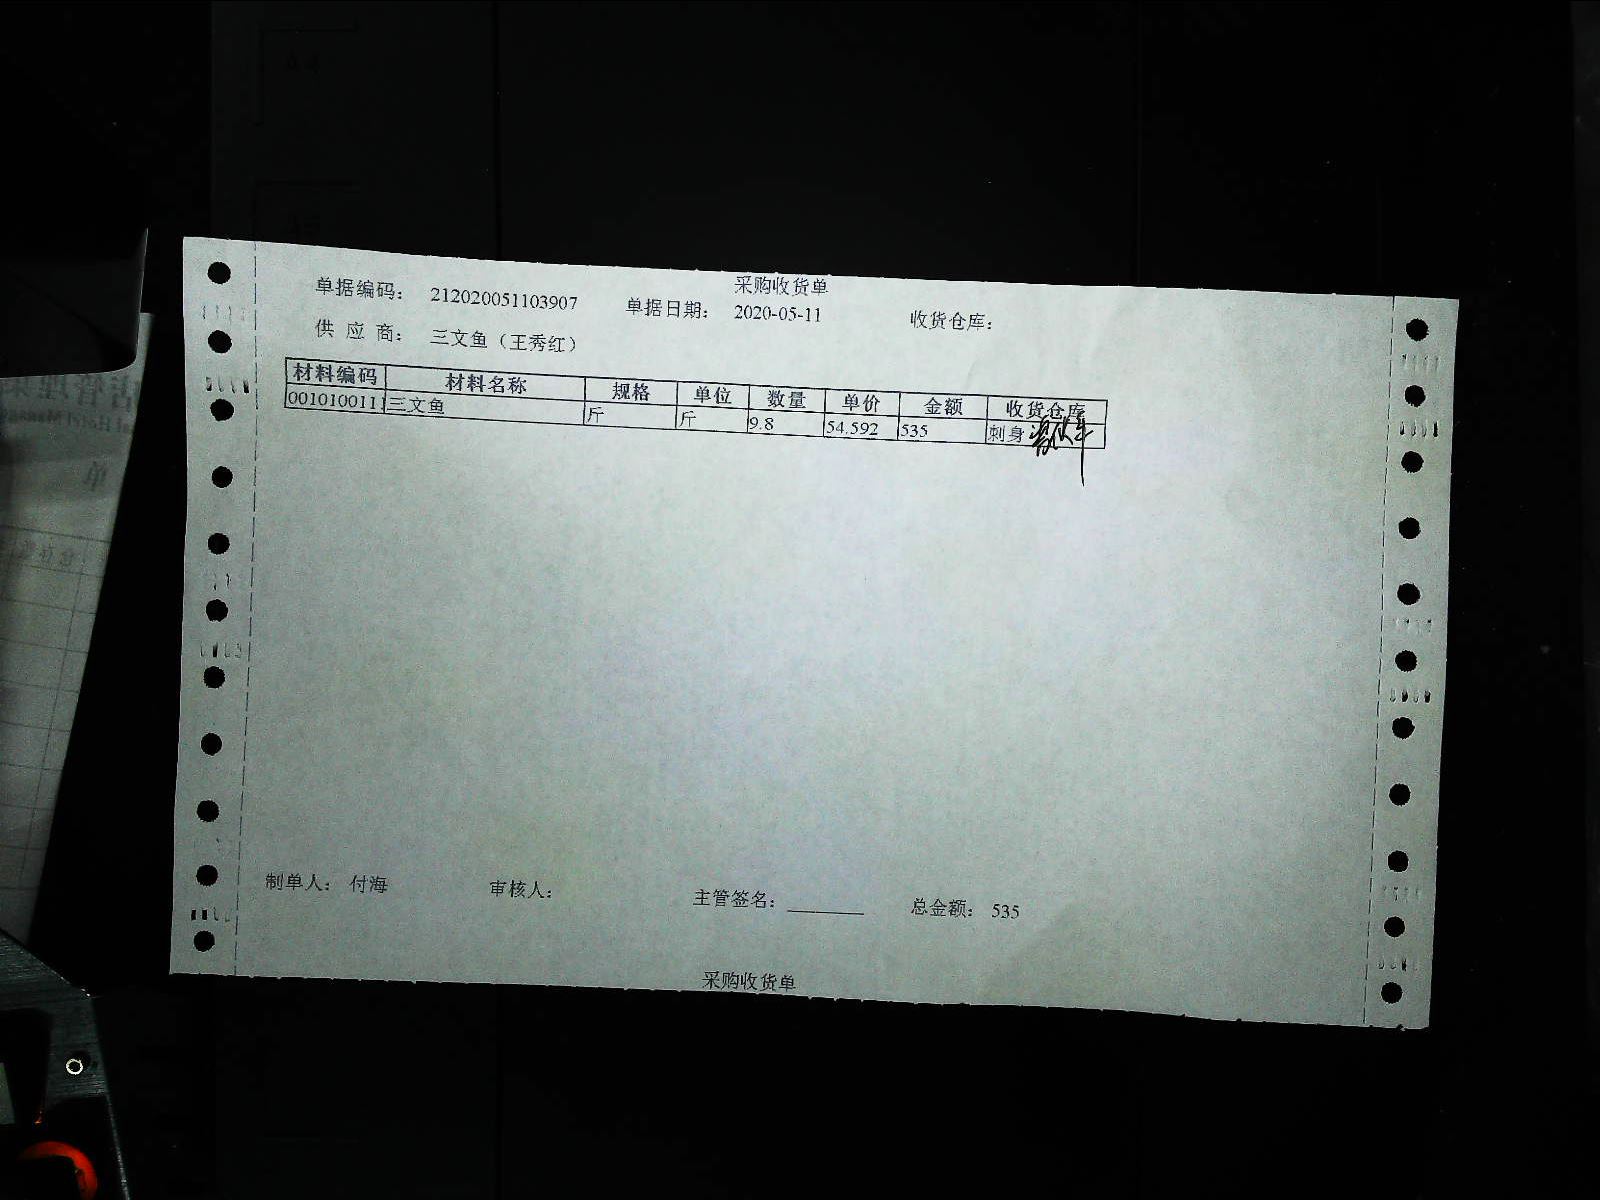 采购收货单
单据编码： 212020051103907 单据日期： 2020-05-11 收货仓库：
供 应 商： 三文鱼（王秀红）
材料编码 材料名称 规格 单位 数量 单价 金额 收货仓库
001010011 三文鱼 斤 斤 9.8 54.592 535 刺身
制单人： 付海 审核人： 主管签名： 总金额： 535
采购收货单